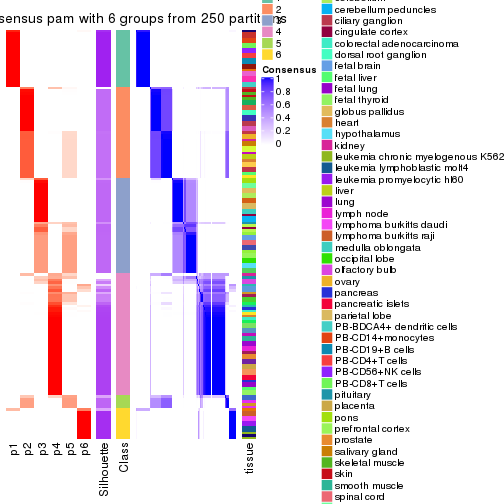 sensus pam with 6 groups from 250 partitions
2
3
4
5
6
Consensus
1
0.8
0.6
0.4
0.2
0
cerebellum peduncles
ciliary ganglion
cingulate cortex
colorectal adenocarcinoma
dorsal root ganglion
fetal brain
fetal liver
fetal lung
fetal thyroid
globus pallidus
heart
hypothalamus
kidney
leukemia chronic myelogenous K562
leukemia lymphoblastic molt4
leukemia promyelocytic hl60
liver
lung
lymph node
lymphoma burkitts daudi
lymphoma burkitts raji
medulla oblongata
occipital lobe
olfactory bulb
ovary
pancreas
pancreatic islets
parietal lobe
PB-BDCA4+ dendritic cells
PB-CD14+monocytes
PB-CD19+B cells
PB-CD4+T cells
PB-CD56+NK cells
PB-CD8+T cells
pituitary
placenta
pons
prefrontal cortex
prostate
salivary gland
skeletal muscle
skin
smooth muscle
spinal cord
p1
p2
p3
p4
p5
p6
Silhouette
Class
tissue